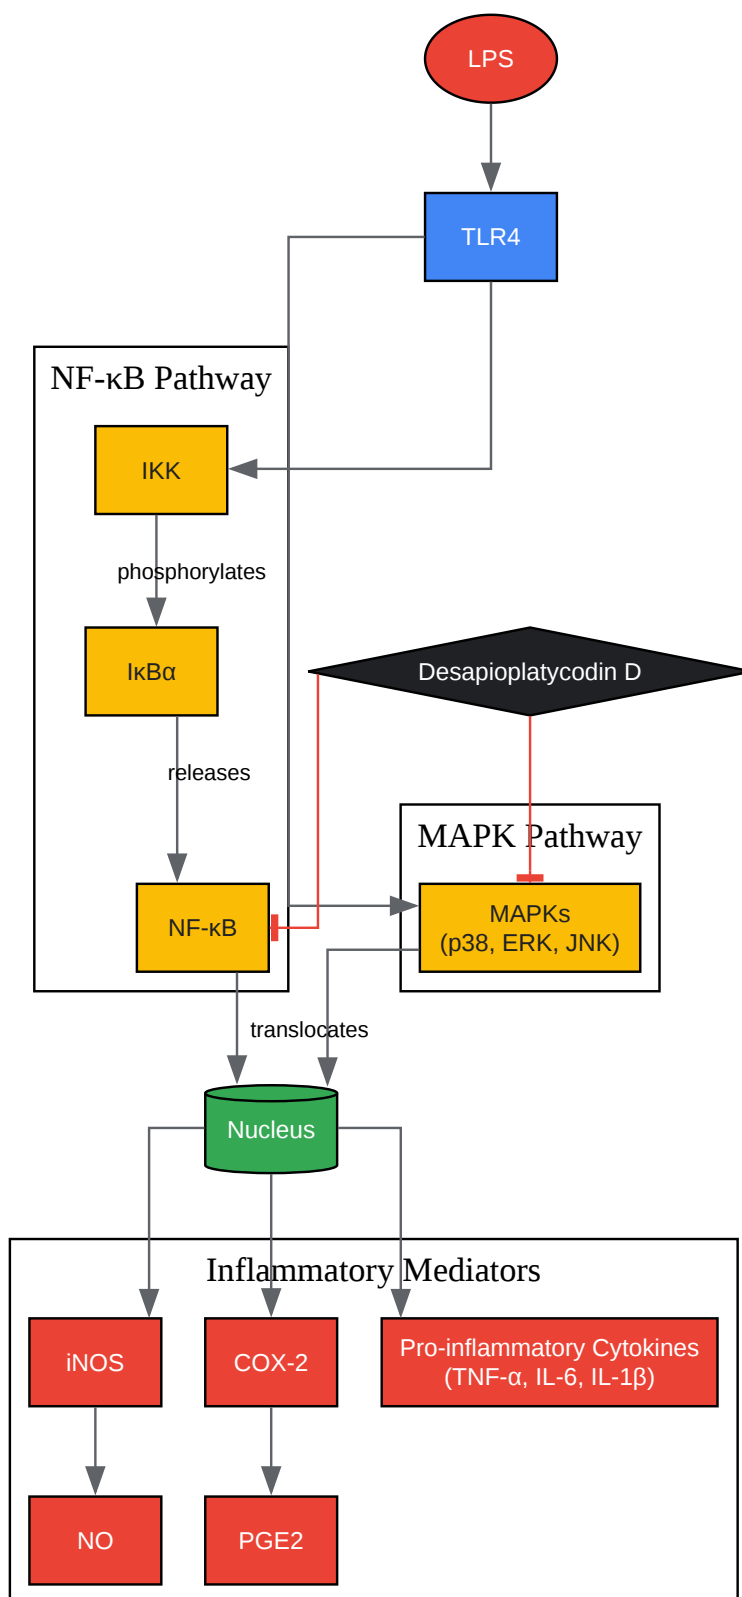 LPS
TLR4
NF-κB Pathway
IKK
phosphorylates
IκBα
Desapioplatycodin D
releases
MAPK Pathway
NF-κB
MAPKs
(p38, ERK, JNK)
translocates
Nucleus
Inflammatory Mediators
iNOS
COX-2
Pro-inflammatory Cytokines
(TNF-α, IL-6, IL-1β)
NO
PGE2